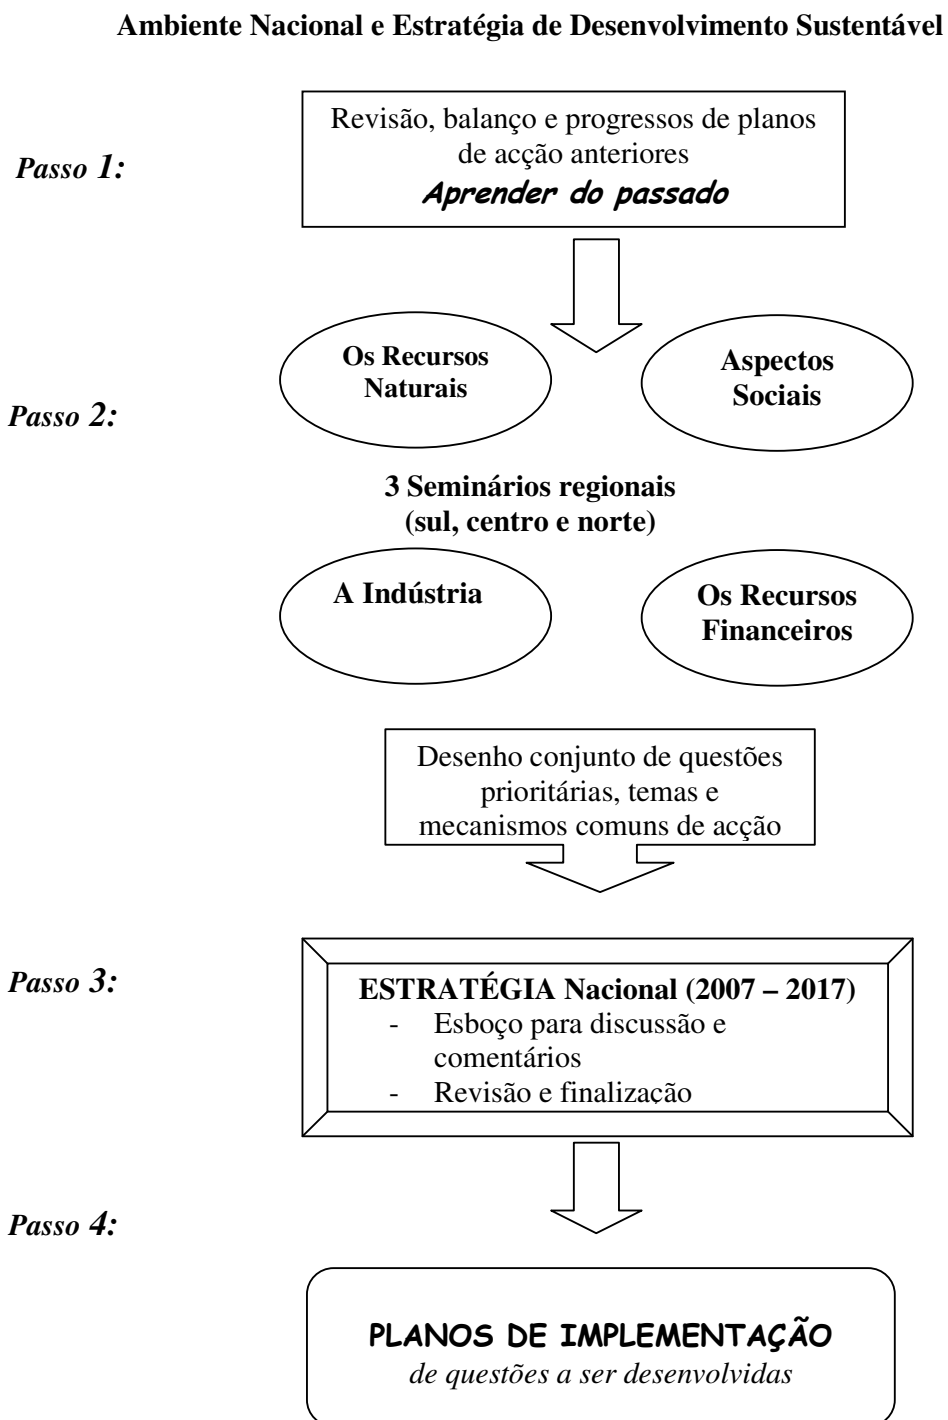 Ambiente Nacional e Estratégia de Desenvolvimento Sustentável
Passo 1:
Revisão, balanço e progressos de planos
de acção anteriores
Aprender do passado
Passo 2:
Os Recursos
Naturais
Aspectos
Sociais
3 Seminários regionais
(sul, centro e norte)
A Indústria
Os Recursos
Financeiros
Desenho conjunto de questões
prioritárias, temas e
mecanismos comuns de acção
Passo 3:
ESTRATÉGIA Nacional (2007 – 2017)
- Esboço para discussão e
comentários
- Revisão e finalização
Passo 4:
PLANOS DE IMPLEMENTAÇÃO
de questões a ser desenvolvidas